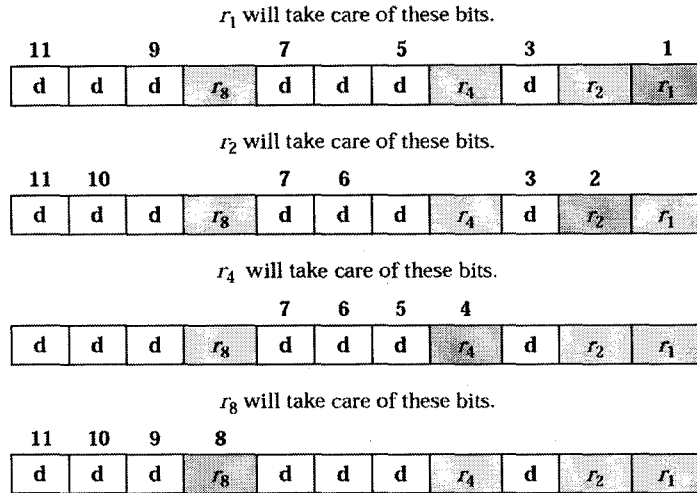 r₁ will take care of these bits.
11 9 7 5 3 1
d d d r₈ d d d r₄ d r₂ r₁
r₂ will take care of these bits.
11 10 7 6 3 2
d d d r₈ d d d r₄ d r₂ r₁
r₄ will take care of these bits.
7 6 5 4
d d d r₈ d d d r₄ d r₂ r₁
r₈ will take care of these bits.
11 10 9 8
d d d r₈ d d d r₄ d r₂ r₁